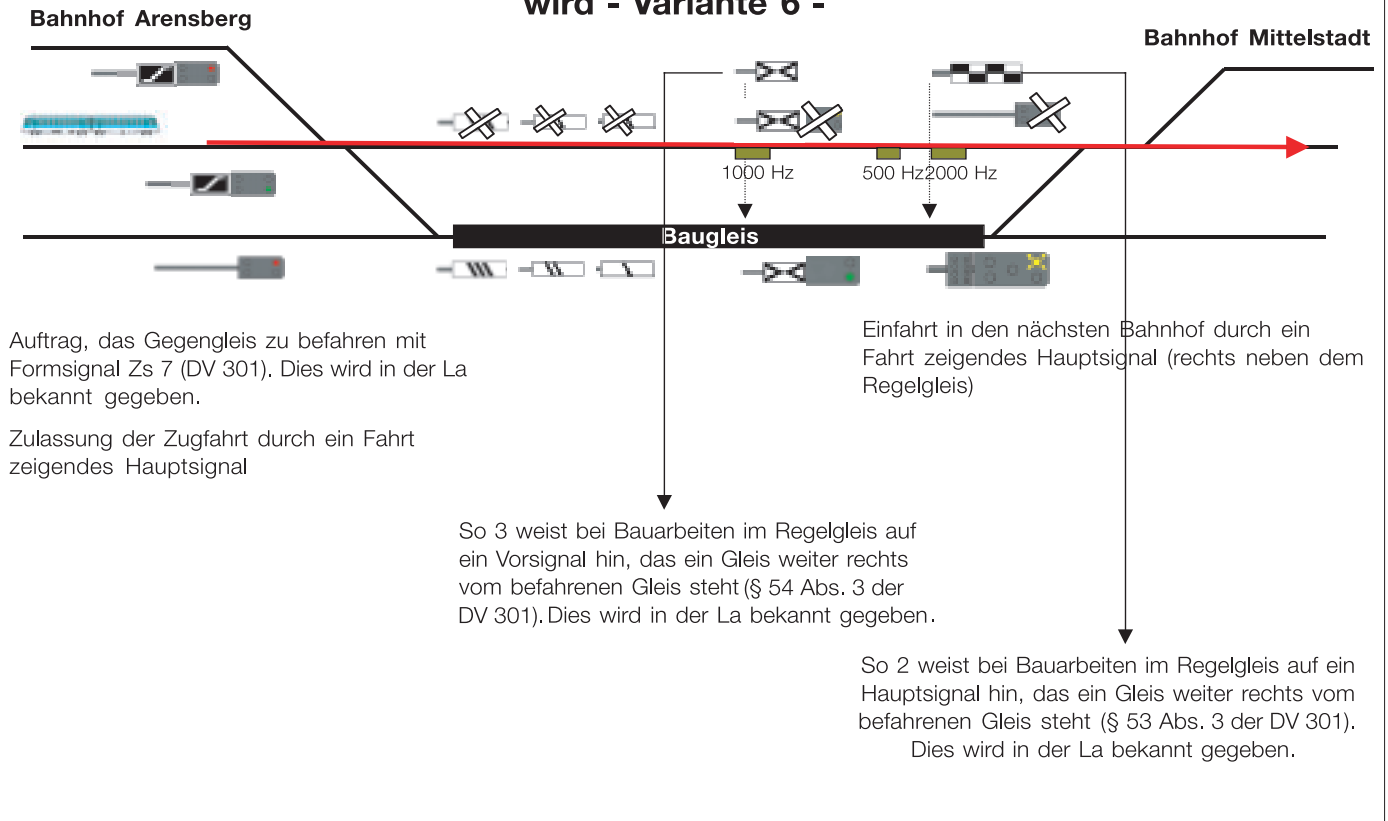 wird - Variante 6 -
Bahnhof Arensberg
Bahnhof Mittelstadt
1000 Hz
500 Hz
2000 Hz
Baugleis
Auftrag, das Gegengleis zu befahren mit
Formsignal Zs 7 (DV 301). Dies wird in der La
bekannt gegeben.
Zulassung der Zugfahrt durch ein Fahrt
zeigendes Hauptsignal
Einfahrt in den nächsten Bahnhof durch ein
Fahrt zeigendes Hauptsignal (rechts neben dem
Regelgleis)
So 3 weist bei Bauarbeiten im Regelgleis auf
ein Vorsignal hin, das ein Gleis weiter rechts
vom befahrenen Gleis steht (§ 54 Abs. 3 der
DV 301). Dies wird in der La bekannt gegeben.
So 2 weist bei Bauarbeiten im Regelgleis auf ein
Hauptsignal hin, das ein Gleis weiter rechts vom
befahrenen Gleis steht (§ 53 Abs. 3 der DV 301).
Dies wird in der La bekannt gegeben.